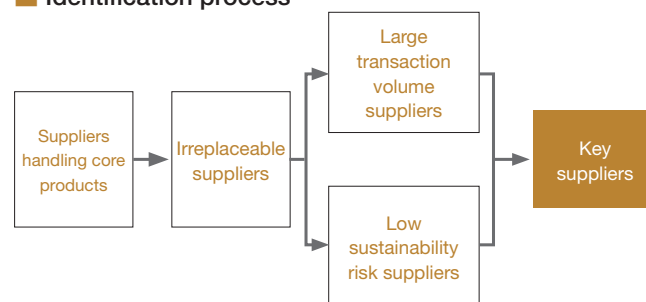 Identification process
Suppliers
handling core
products
Irreplaceable
suppliers
Large
transaction
volume
suppliers
Low
sustainability
risk suppliers
Key
suppliers